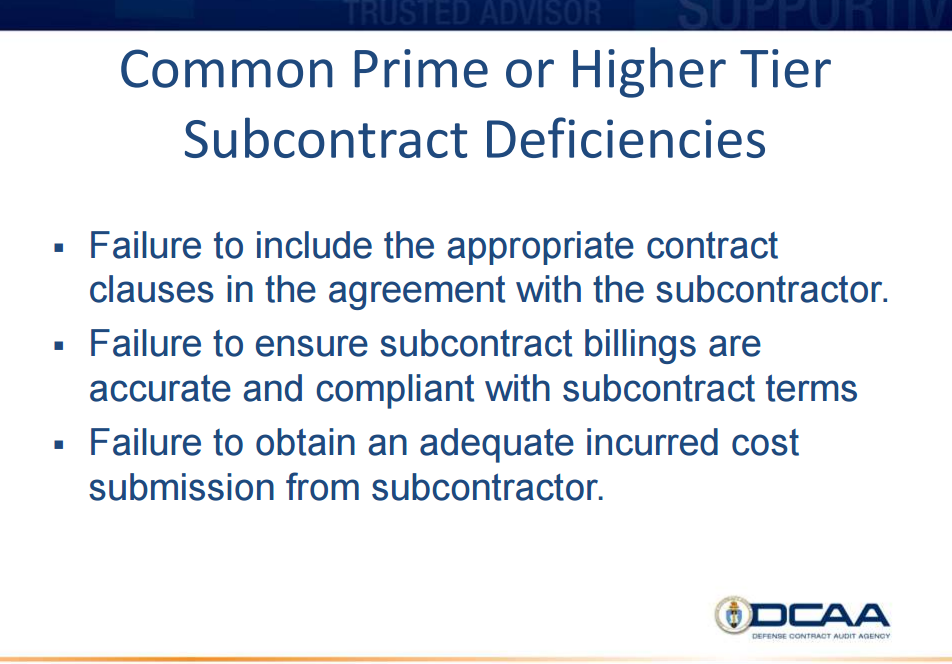 TRUSTED ADVISOR
SUPPORTIV
Common Prime or Higher Tier
Subcontract Deficiencies
▪ Failure to include the appropriate contract
clauses in the agreement with the subcontractor.
▪ Failure to ensure subcontract billings are
accurate and compliant with subcontract terms
▪ Failure to obtain an adequate incurred cost
submission from subcontractor.
DCAA
DEFENSE CONTRACT AUDIT AGENCY